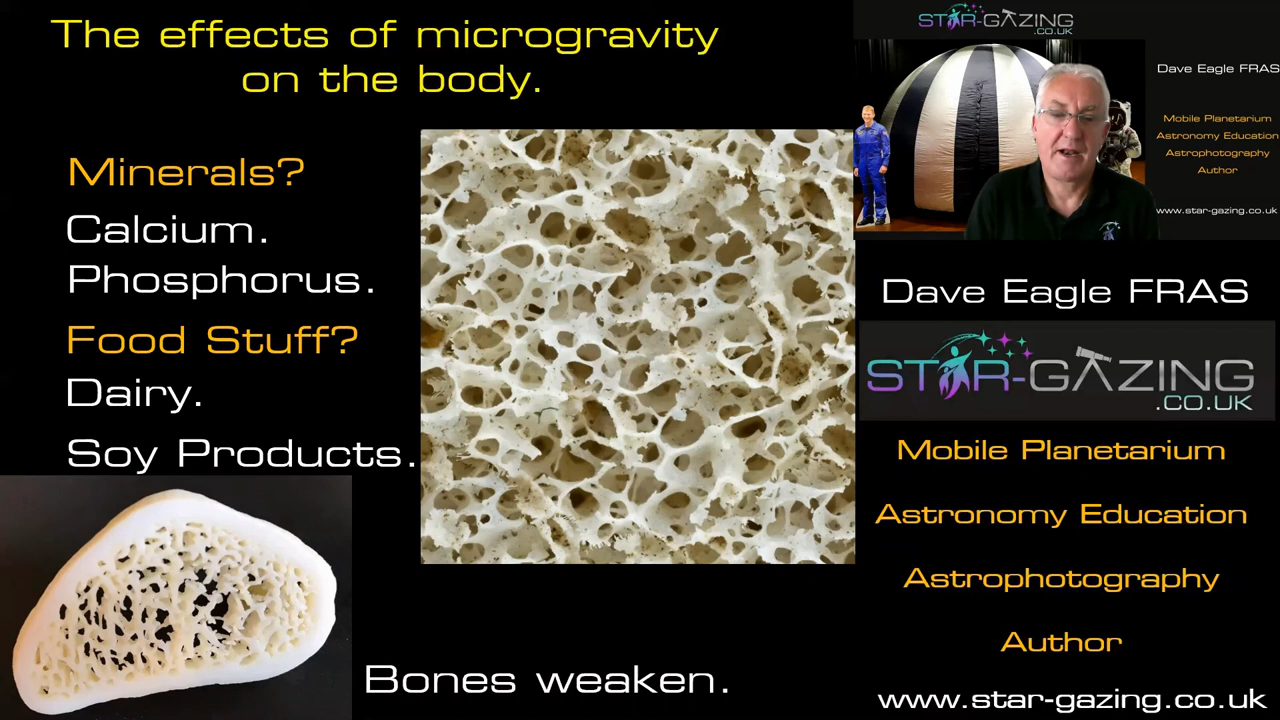 The effects of microgravity
on the body.
Minerals?
Calcium.
Phosphorus.
Food Stuff?
Dairy.
Soy Products.
Bones weaken.
STAR-GAZING
.CO.UK
Dave Eagle FRAS
Mobile Planetarium
Astronomy Education
Astrophotography
Author
www.star-gazing.co.uk
Dave Eagle FRAS
STAR-GAZING
.CO.UK
Mobile Planetarium
Astronomy Education
Astrophotography
Author
www.star-gazing.co.uk